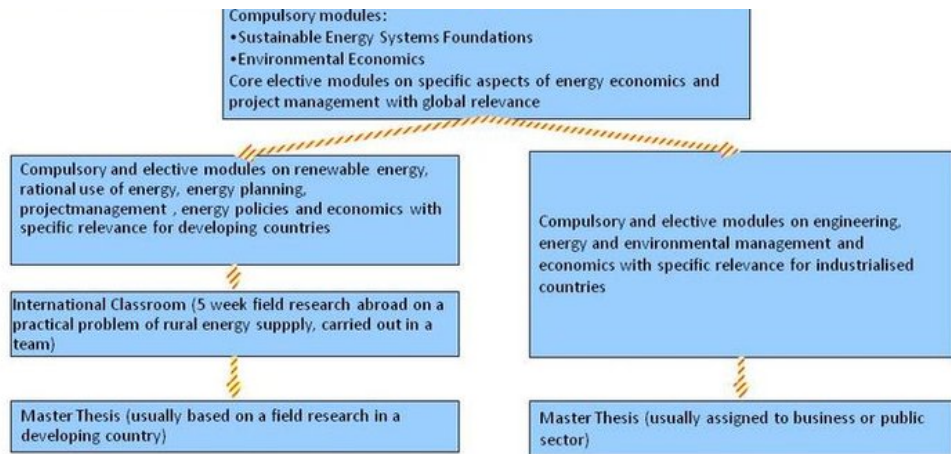 Compulsory modules:
•Sustainable Energy Systems Foundations
•Environmental Economics
Core elective modules on specific aspects of energy economics and
project management with global relevance
Compulsory and elective modules on renewable energy,
rational use of energy, energy planning,
projectmanagement , energy policies and economics with
specific relevance for developing countries
International Classroom (5 week field research abroad on a
practical problem of rural energy suppply, carried out in a
team)
Master Thesis (usually based on a field research in a
developing country)
Compulsory and elective modules on engineering,
energy and environmental management and
economics with specific relevance for industrialised
countries
Master Thesis (usually assigned to business or public
sector)